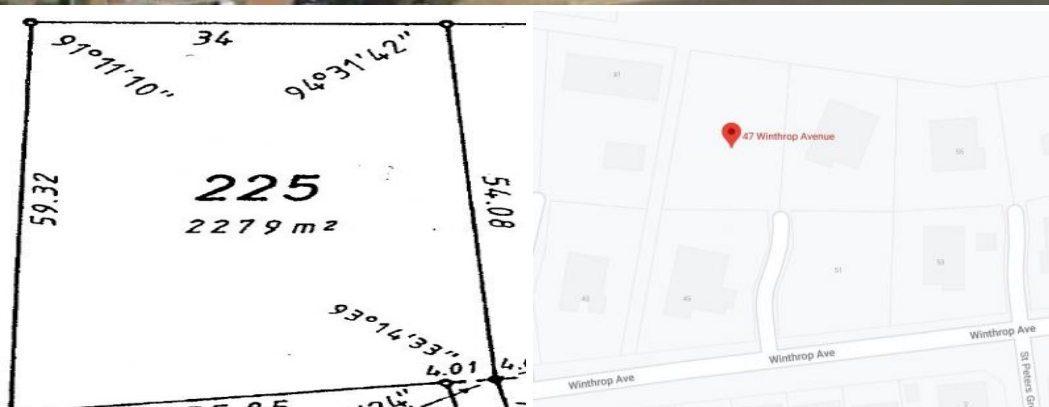 34
91°11'10"
94°31'42"
59.32
225
2279 m²
54.08
93°14'33"
4.01
47 Winthrop Avenue
41
55
51
53
43
45
Winthrop Ave
Winthrop Ave
Winthrop Ave
St Peters Gr
2